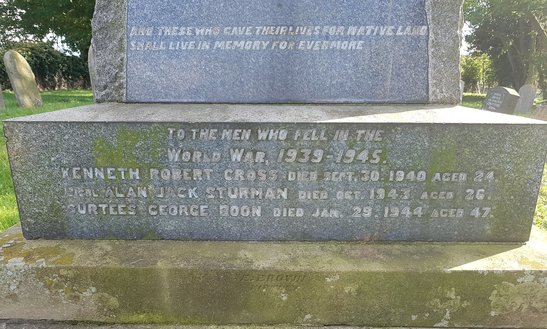 AND THESE WHO GAVE THEIR LIVES FOR NATIVE LAND
SHALL LIVE IN MEMORY FOR EVERMORE
TO THE MEN WHO FELL IN THE
WORLD WAR, 1939-1945.
KENNETH ROBERT CROSS DIED SEPT. 30. 1940 AGED 24.
ALAN JACK STURMAN DIED OCT. 1943 AGED 26.
SURTEES GEORGE BOON DIED JAN. 29. 1944 AGED 47.